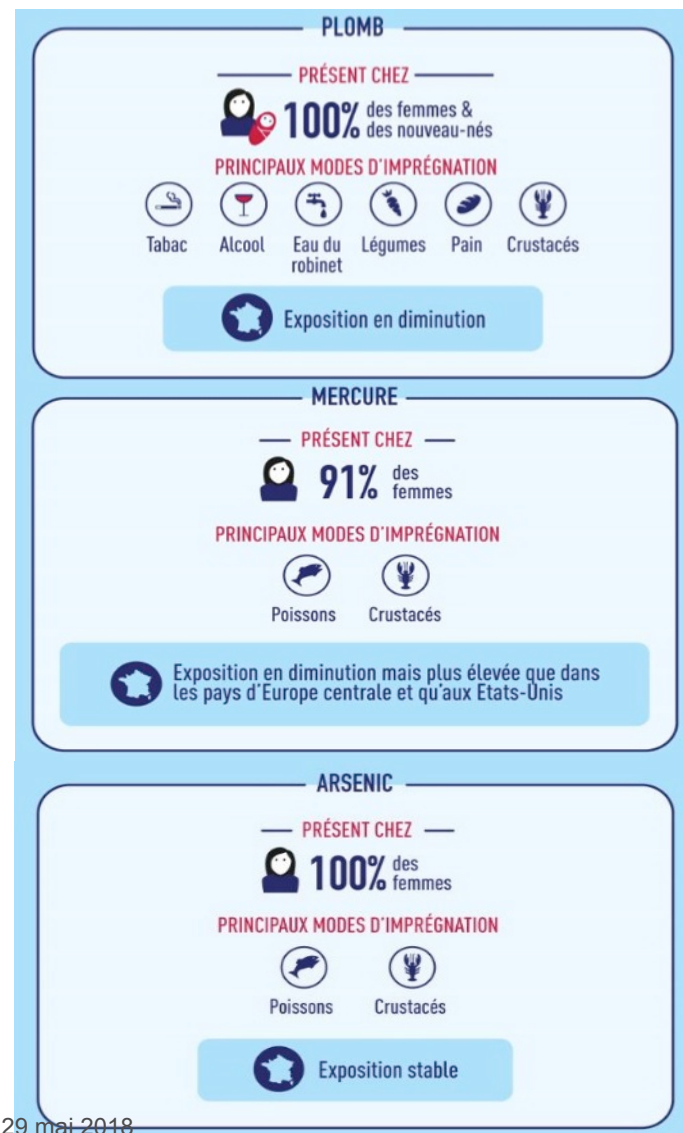 PLOMB
PRÉSENT CHEZ
100% des femmes &
des nouveau-nés
PRINCIPAUX MODES D'IMPRÉGNATION
Tabac
Alcool
Eau du
robinet
Légumes
Pain
Crustacés
Exposition en diminution
MERCURE
PRÉSENT CHEZ
91% des
femmes
PRINCIPAUX MODES D'IMPRÉGNATION
Poissons
Crustacés
Exposition en diminution mais plus élevée que dans
les pays d'Europe centrale et qu'aux Etats-Unis
ARSENIC
PRÉSENT CHEZ
100% des
femmes
PRINCIPAUX MODES D'IMPRÉGNATION
Poissons
Crustacés
Exposition stable
29 mai 2018